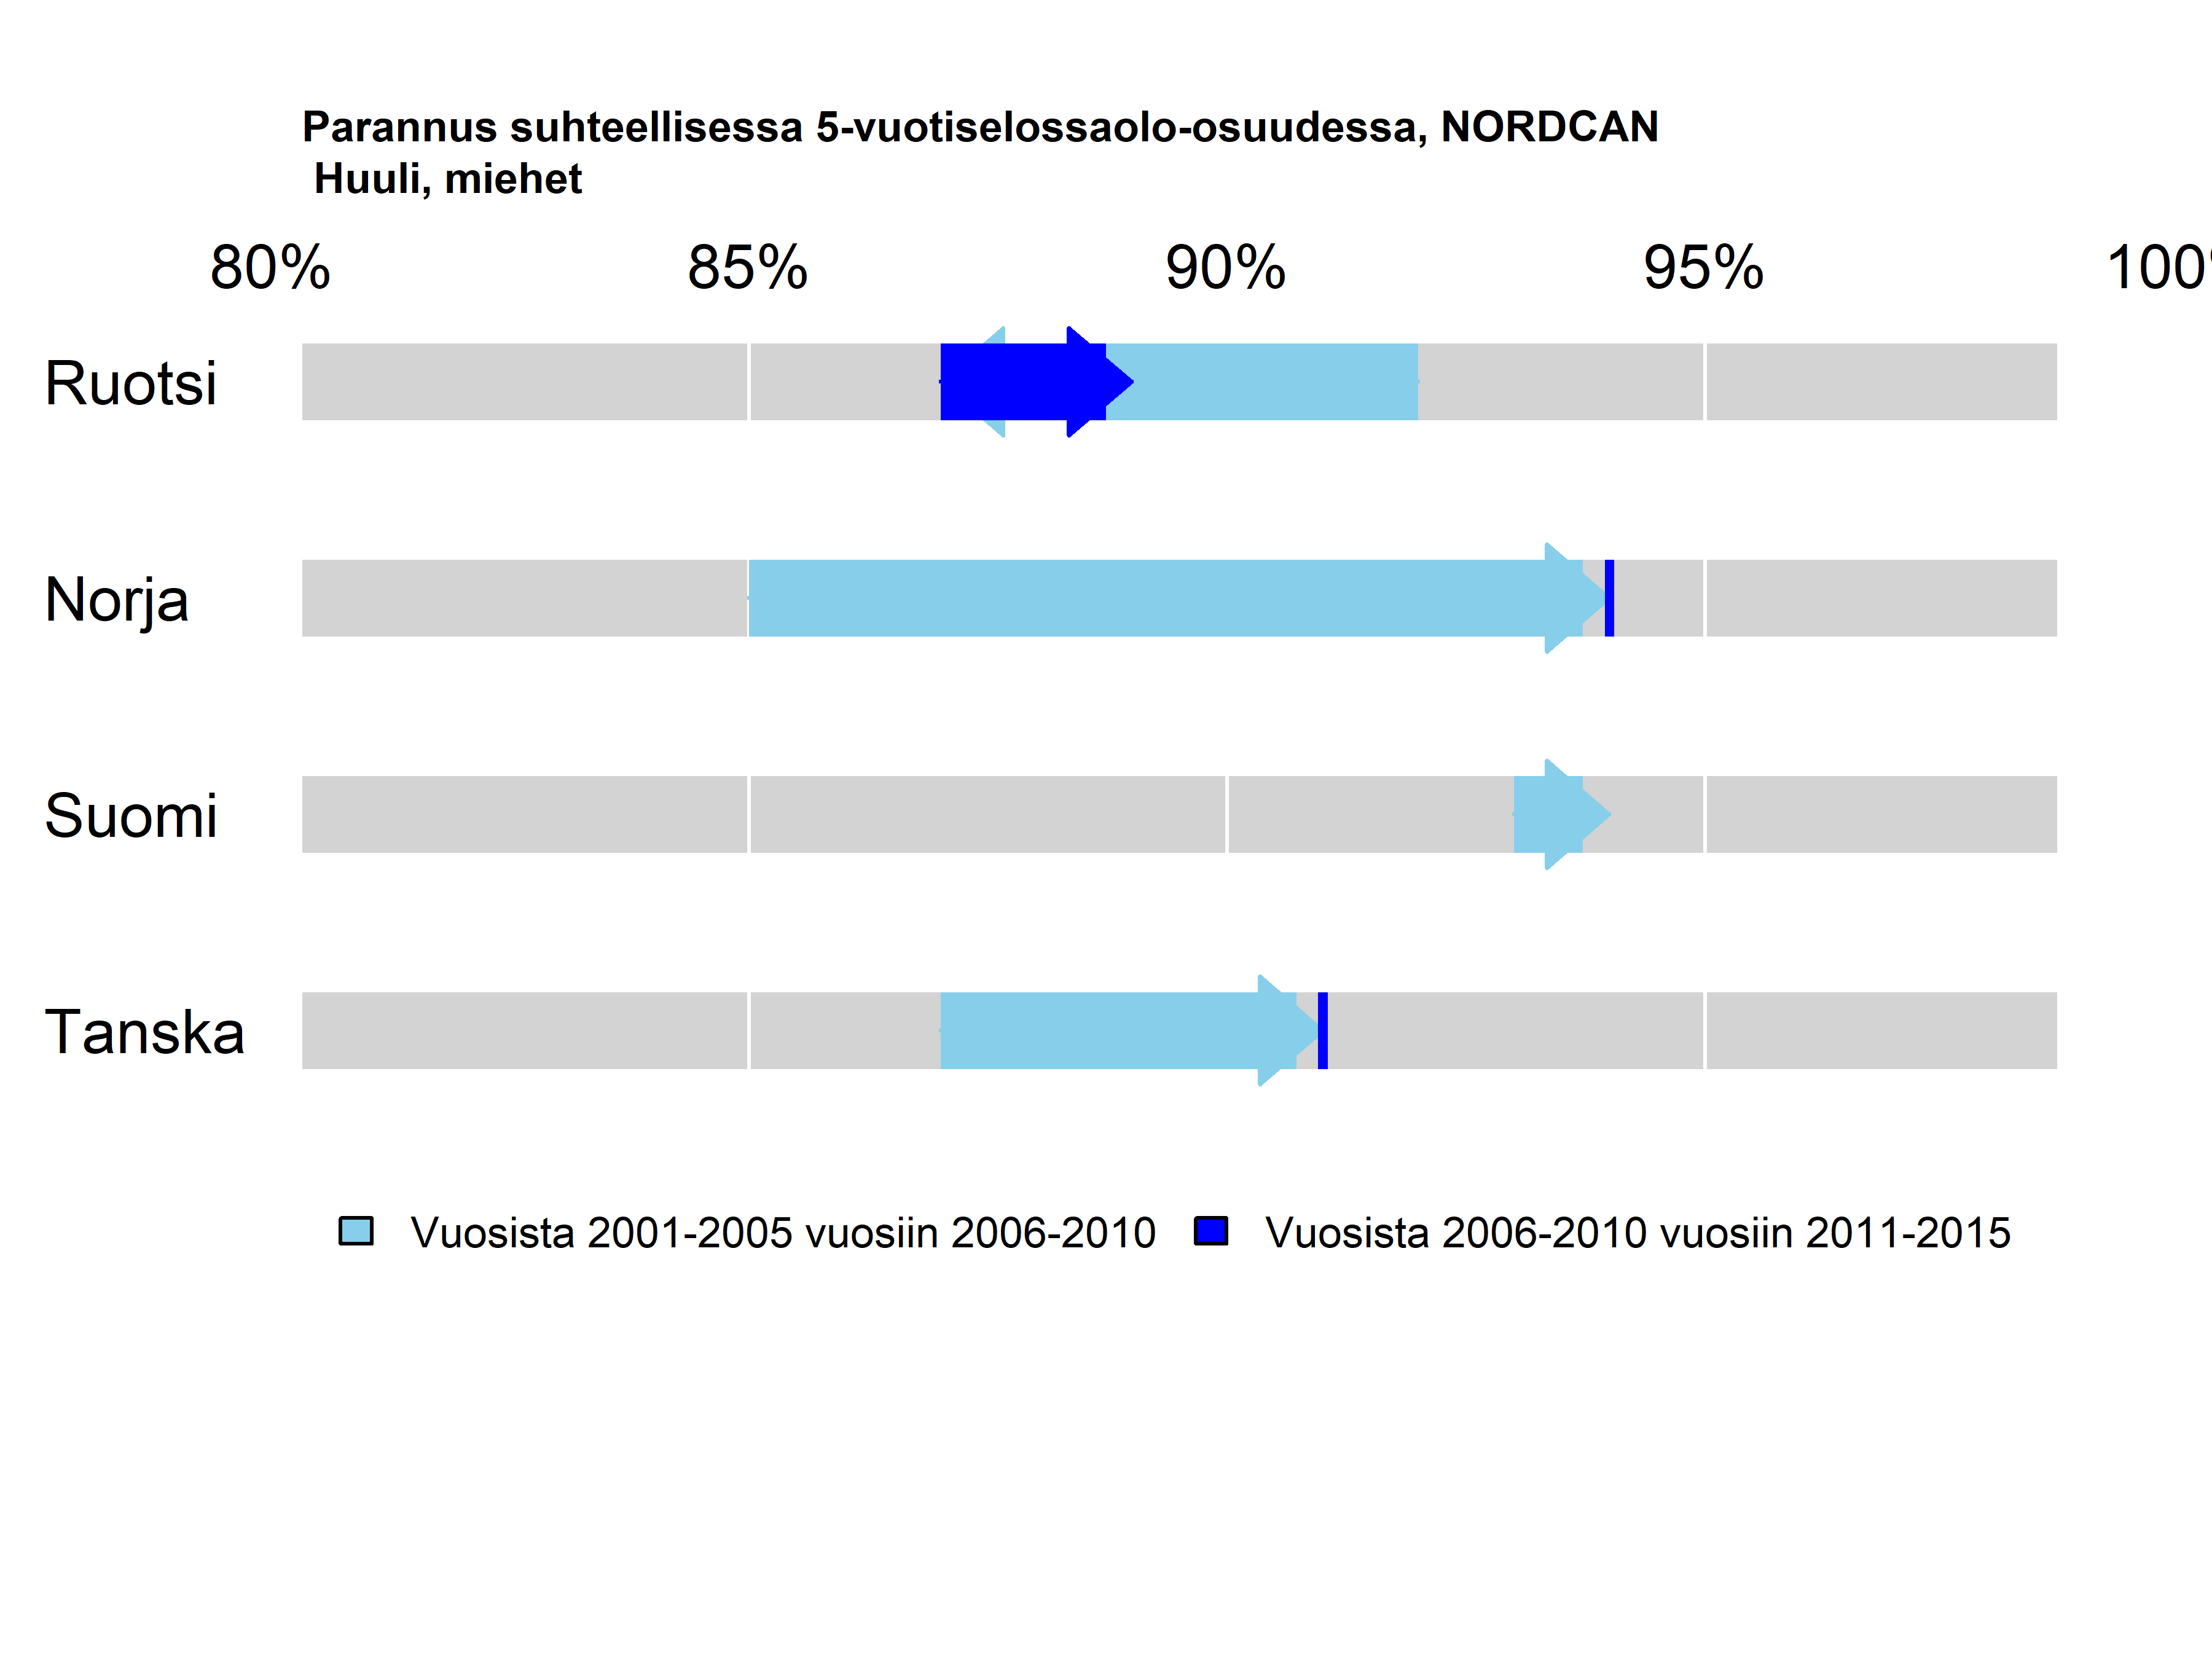 Parannus suhteellisessa 5-vuotiselossaolo-osuudessa, NORDCAN
Huuli, miehet
80% 85% 90% 95% 100
Ruotsi
Norja
Suomi
Tanska
Vuosista 2001-2005 vuosiin 2006-2010 Vuosista 2006-2010 vuosiin 2011-2015